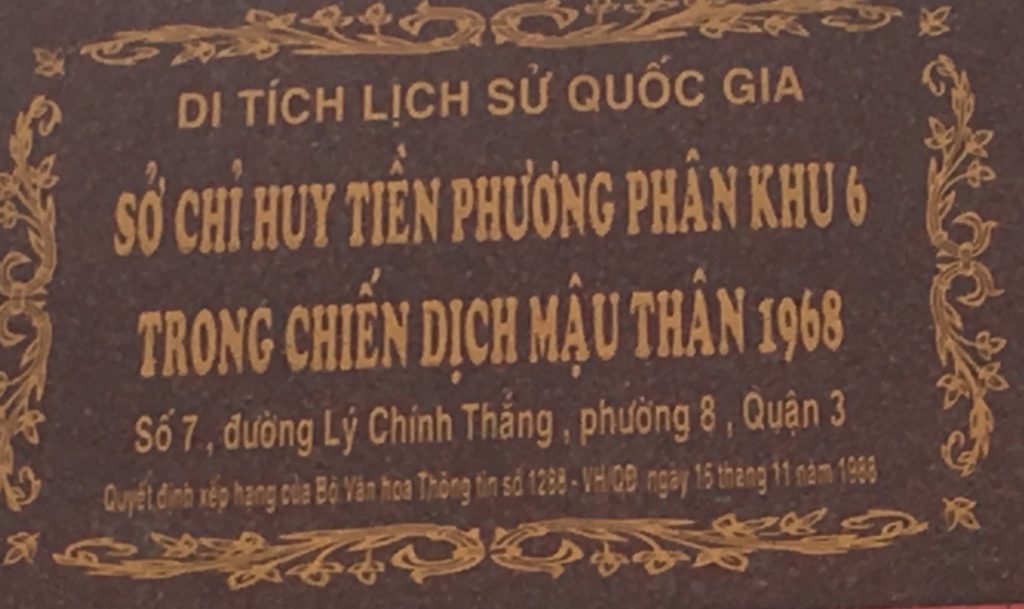 DI TÍCH LỊCH SỬ QUỐC GIA
SỞ CHỈ HUY TIỀN PHƯƠNG PHÂN KHU 6
TRONG CHIẾN DỊCH MẬU THÂN 1968
Số 7 , đường Lý Chính Thắng , phường 8 , Quận 3
Quyết định xếp hạng của Bộ Văn hoa Thông tin số 1288 - VH/QĐ ngày 16 tháng 11 năm 1988